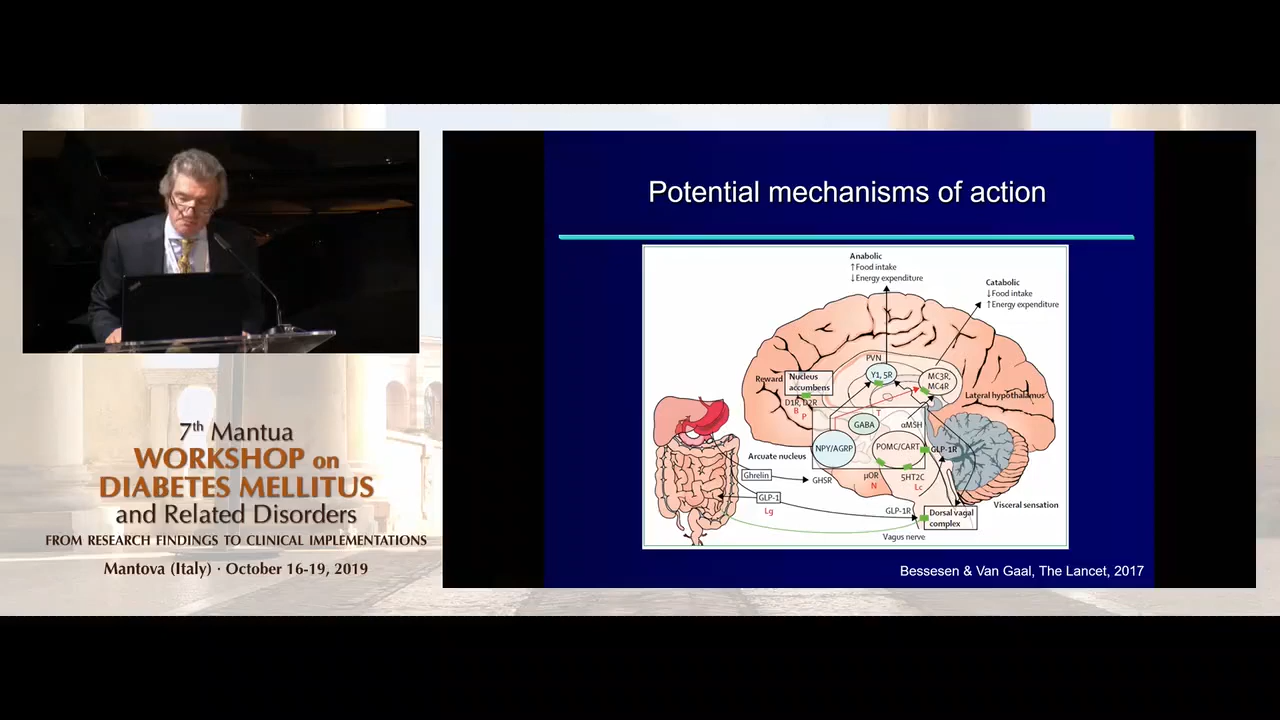 7th Mantua
WORKSHOP on
DIABETES MELLITUS
and Related Disorders
FROM RESEARCH FINDINGS TO CLINICAL IMPLEMENTATIONS
Mantova (Italy) · October 16-19, 2019
Potential mechanisms of action
Anabolic
↑Food intake
↓Energy expenditure
Catabolic
↓Food intake
↑Energy expenditure
PVN
Y1, 5R
MC3R,
MC4R
Reward
Nucleus
accumbens
D1R, D2R
B
P
T
Lateral hypothalamus
GABA
αMSH
NPY/AGRP
POMC/CART
GLP-1R
Arcuate nucleus
Ghrelin
GHSR
μOR
N
5HT2C
Lc
GLP-1
Lg
GLP-1R
Dorsal vagal
complex
Visceral sensation
Vagus nerve
Bessesen & Van Gaal, The Lancet, 2017